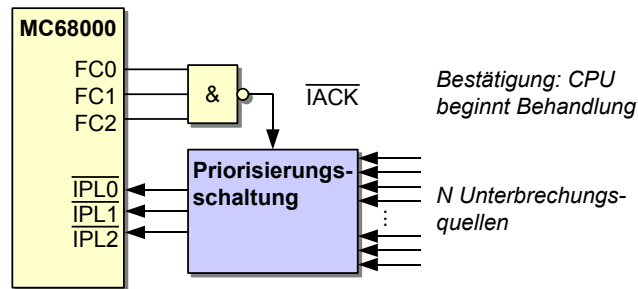 MC68000
FC0
FC1
FC2
&
IACK
Bestätigung: CPU
beginnt Behandlung
IPL0
IPL1
IPL2
Priorisierungs-
schaltung
N Unterbrechungs-
quellen
...